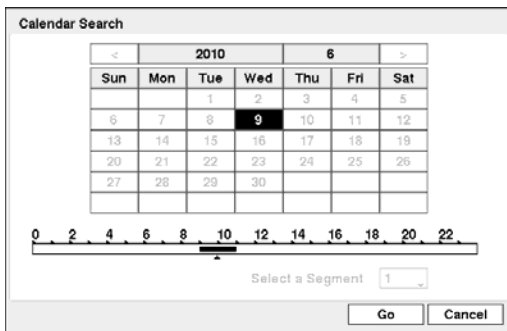 Calendar Search
< 2010 6 >
Sun Mon Tue Wed Thu Fri Sat
1 2 3 4 5
6 7 8 9 10 11 12
13 14 15 16 17 18 19
20 21 22 23 24 25 26
27 28 29 30
0 2 4 6 8 10 12 14 16 18 20 22
Select a Segment 1
Go Cancel